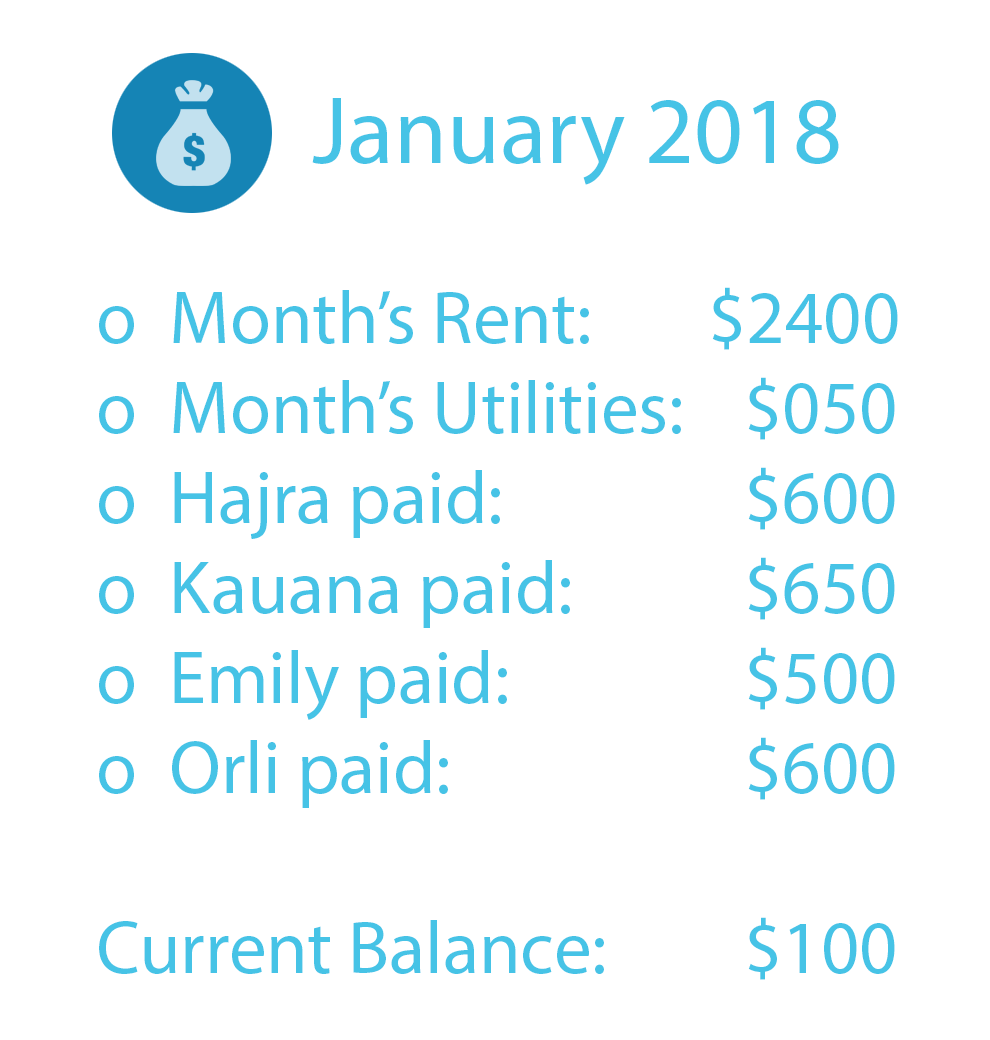 $
January 2018
o Month’s Rent: $2400
o Month’s Utilities: $050
o Hajra paid: $600
o Kauana paid: $650
o Emily paid: $500
o Orli paid: $600
Current Balance: $100